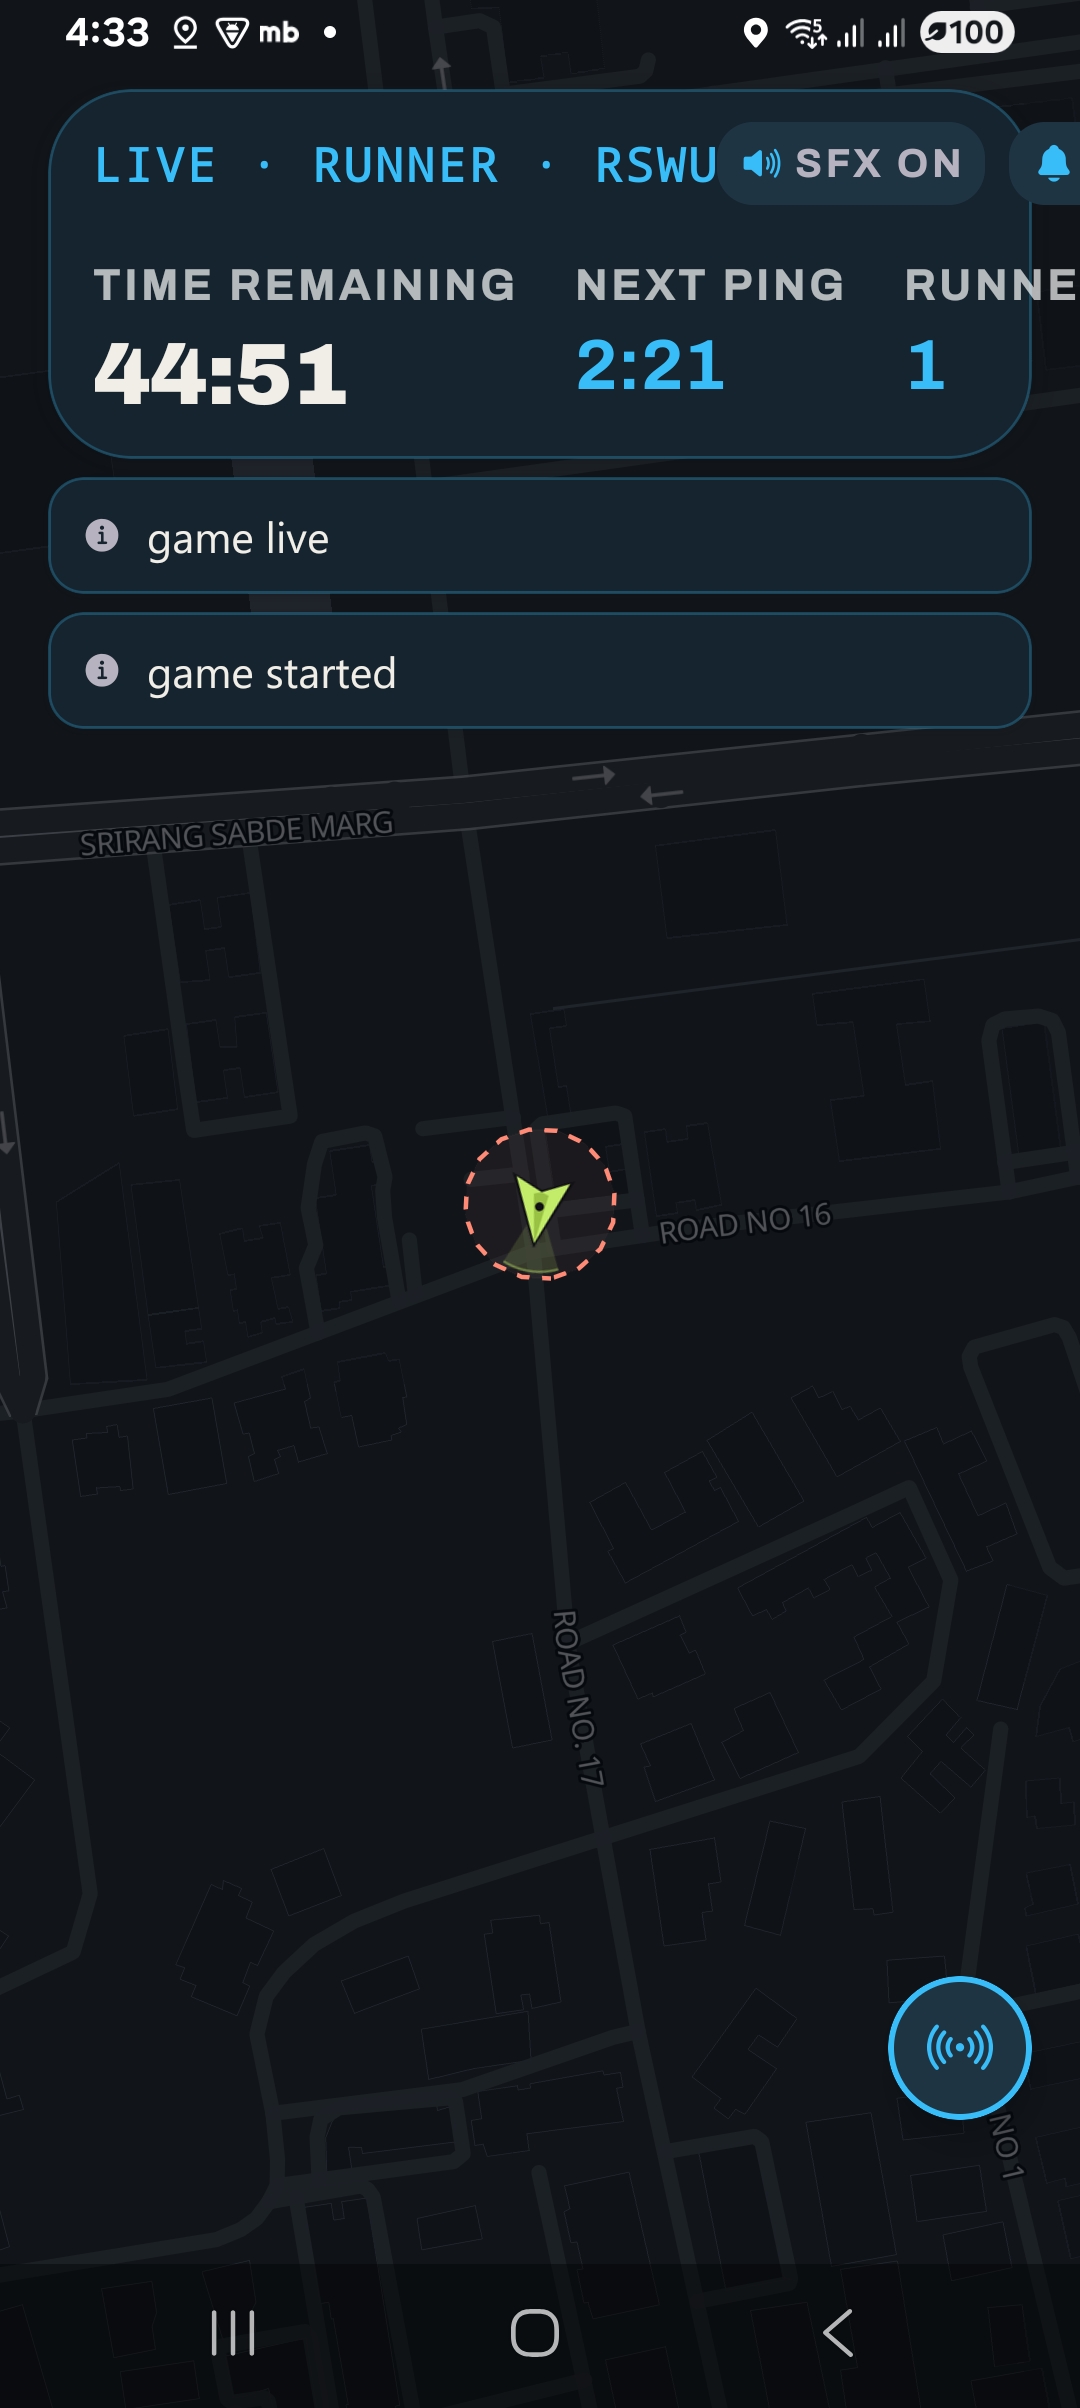 4:33 mb 5 100
LIVE · RUNNER · RSWU SFX ON
TIME REMAINING NEXT PING RUNNE
44:51 2:21 1
game live
game started
SRIRANG SABDE MARG
ROAD NO 16
ROAD NO. 17
NO 1